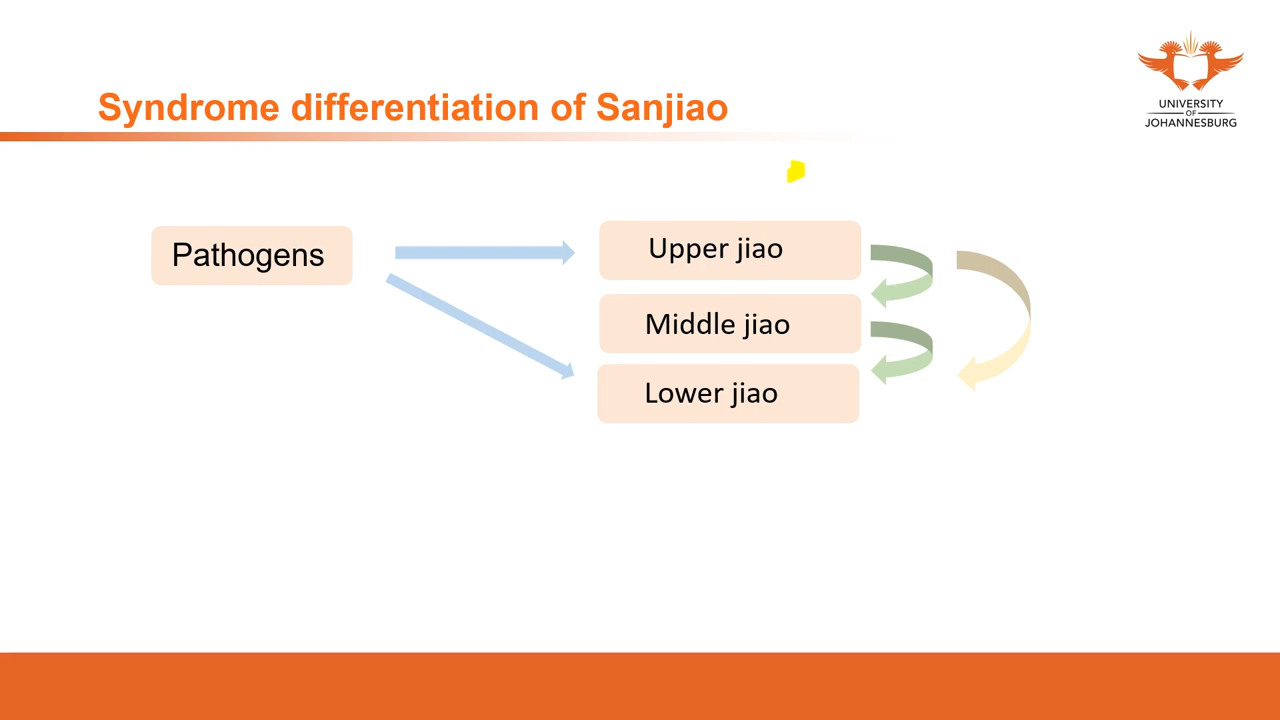 Syndrome differentiation of Sanjiao
UNIVERSITY
OF
JOHANNESBURG
Pathogens
Upper jiao
Middle jiao
Lower jiao